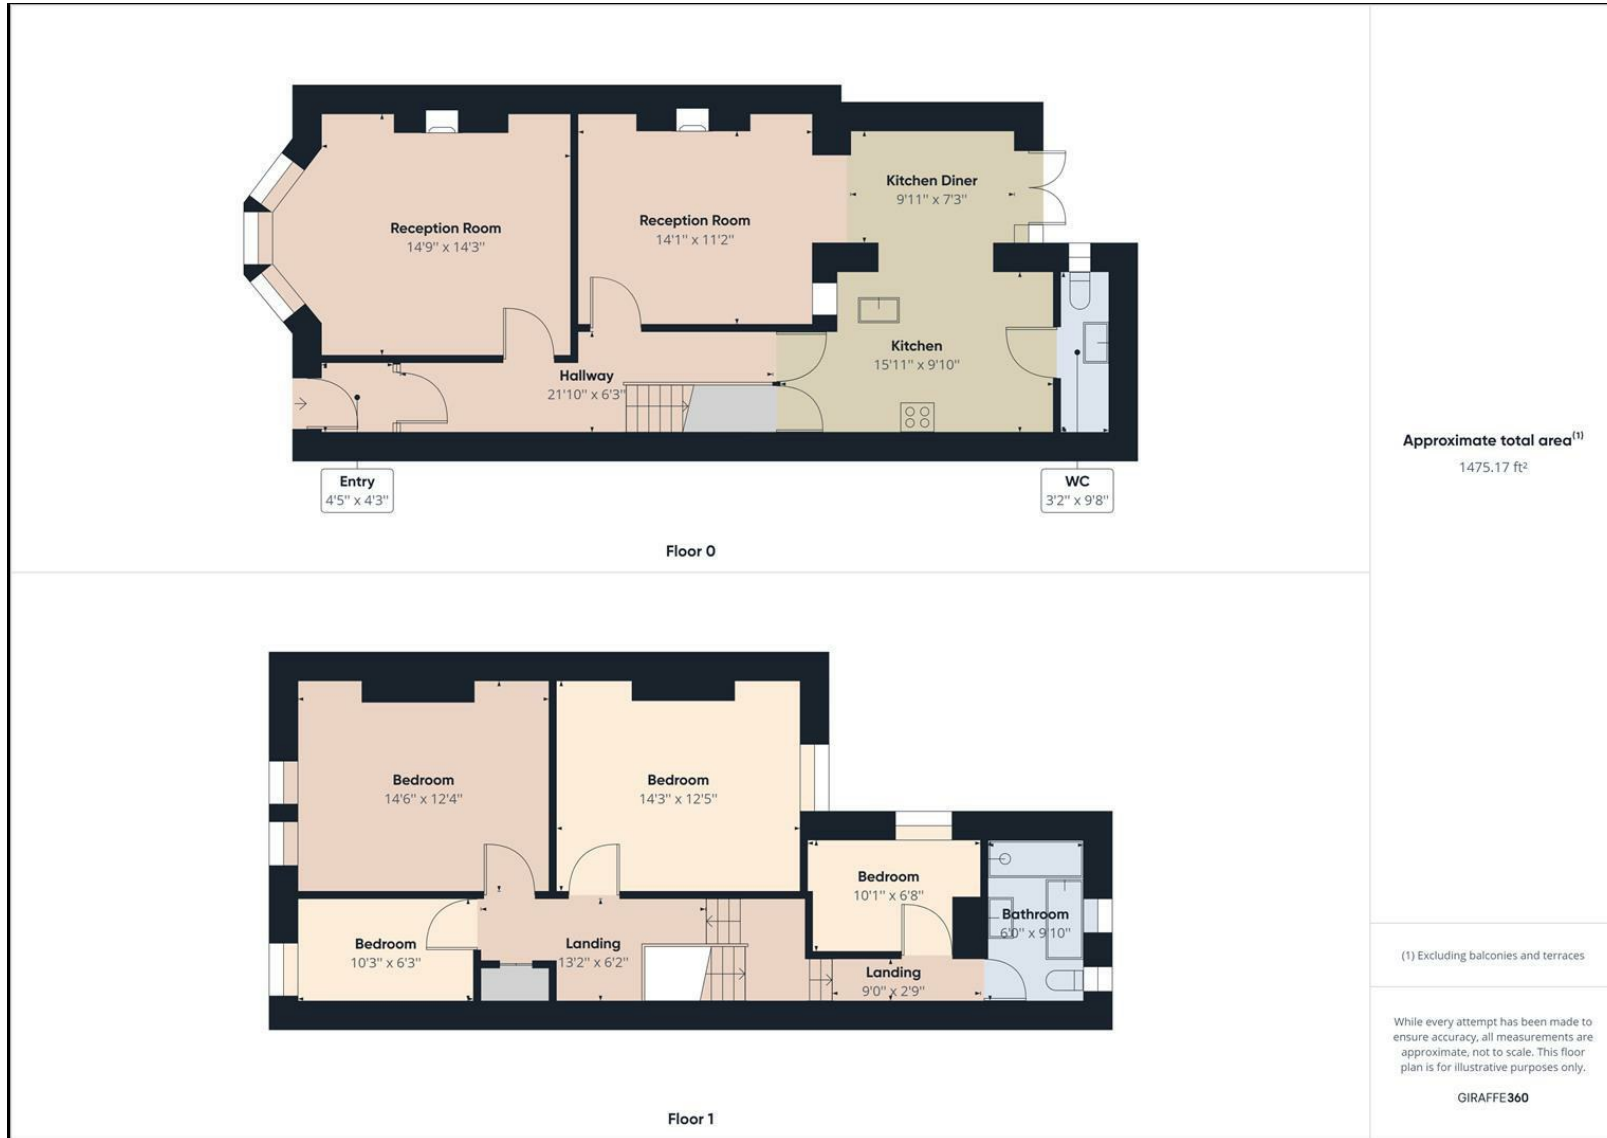 Kitchen Diner
9'11" x 7'3"
Reception Room
14'9" x 14'3"
Reception Room
14'1" x 11'2"
Kitchen
15'11" x 9'10"
Hallway
21'10" x 6'3"
Entry
4'5" x 4'3"
WC
3'2" x 9'8"
Floor 0
Bedroom
14'6" x 12'4"
Bedroom
14'3" x 12'5"
Bedroom
10'1" x 6'8"
Bathroom
6'0" x 9'10"
Bedroom
10'3" x 6'3"
Landing
13'2" x 6'2"
Landing
9'0" x 2'9"
Floor 1
Approximate total area(1)
1475.17 ft²
(1) Excluding balconies and terraces
While every attempt has been made to
ensure accuracy, all measurements are
approximate, not to scale. This floor
plan is for illustrative purposes only.
GIRAFFE360